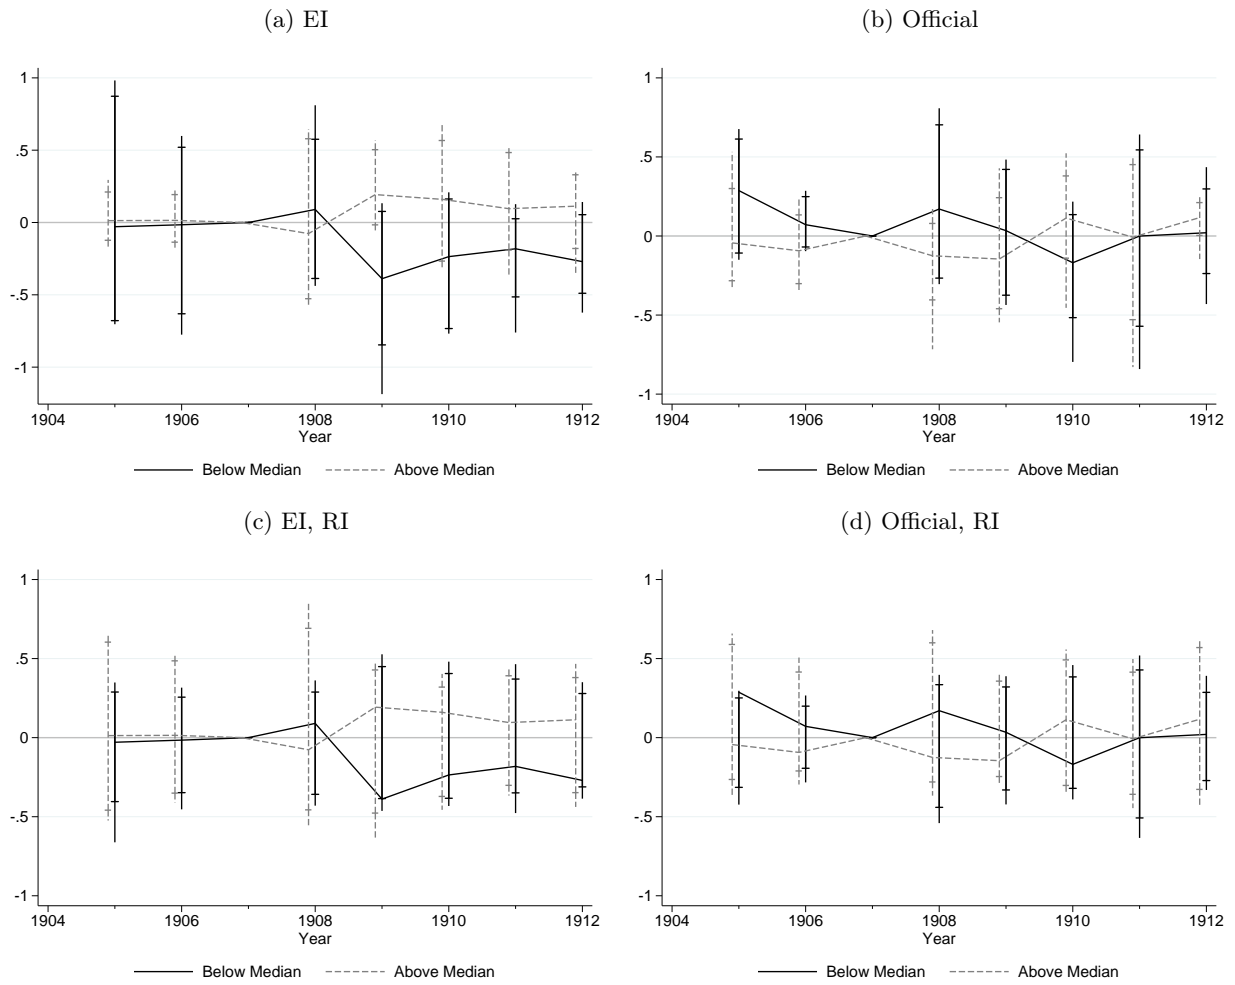 (a) EI
1
.5
0
-.5
-1
1904 1906 1908 1910 1912
Year
Below Median Above Median
(b) Official
1
.5
0
-.5
-1
1904 1906 1908 1910 1912
Year
Below Median Above Median
(c) EI, RI
1
.5
0
-.5
-1
1904 1906 1908 1910 1912
Year
Below Median Above Median
(d) Official, RI
1
.5
0
-.5
-1
1904 1906 1908 1910 1912
Year
Below Median Above Median